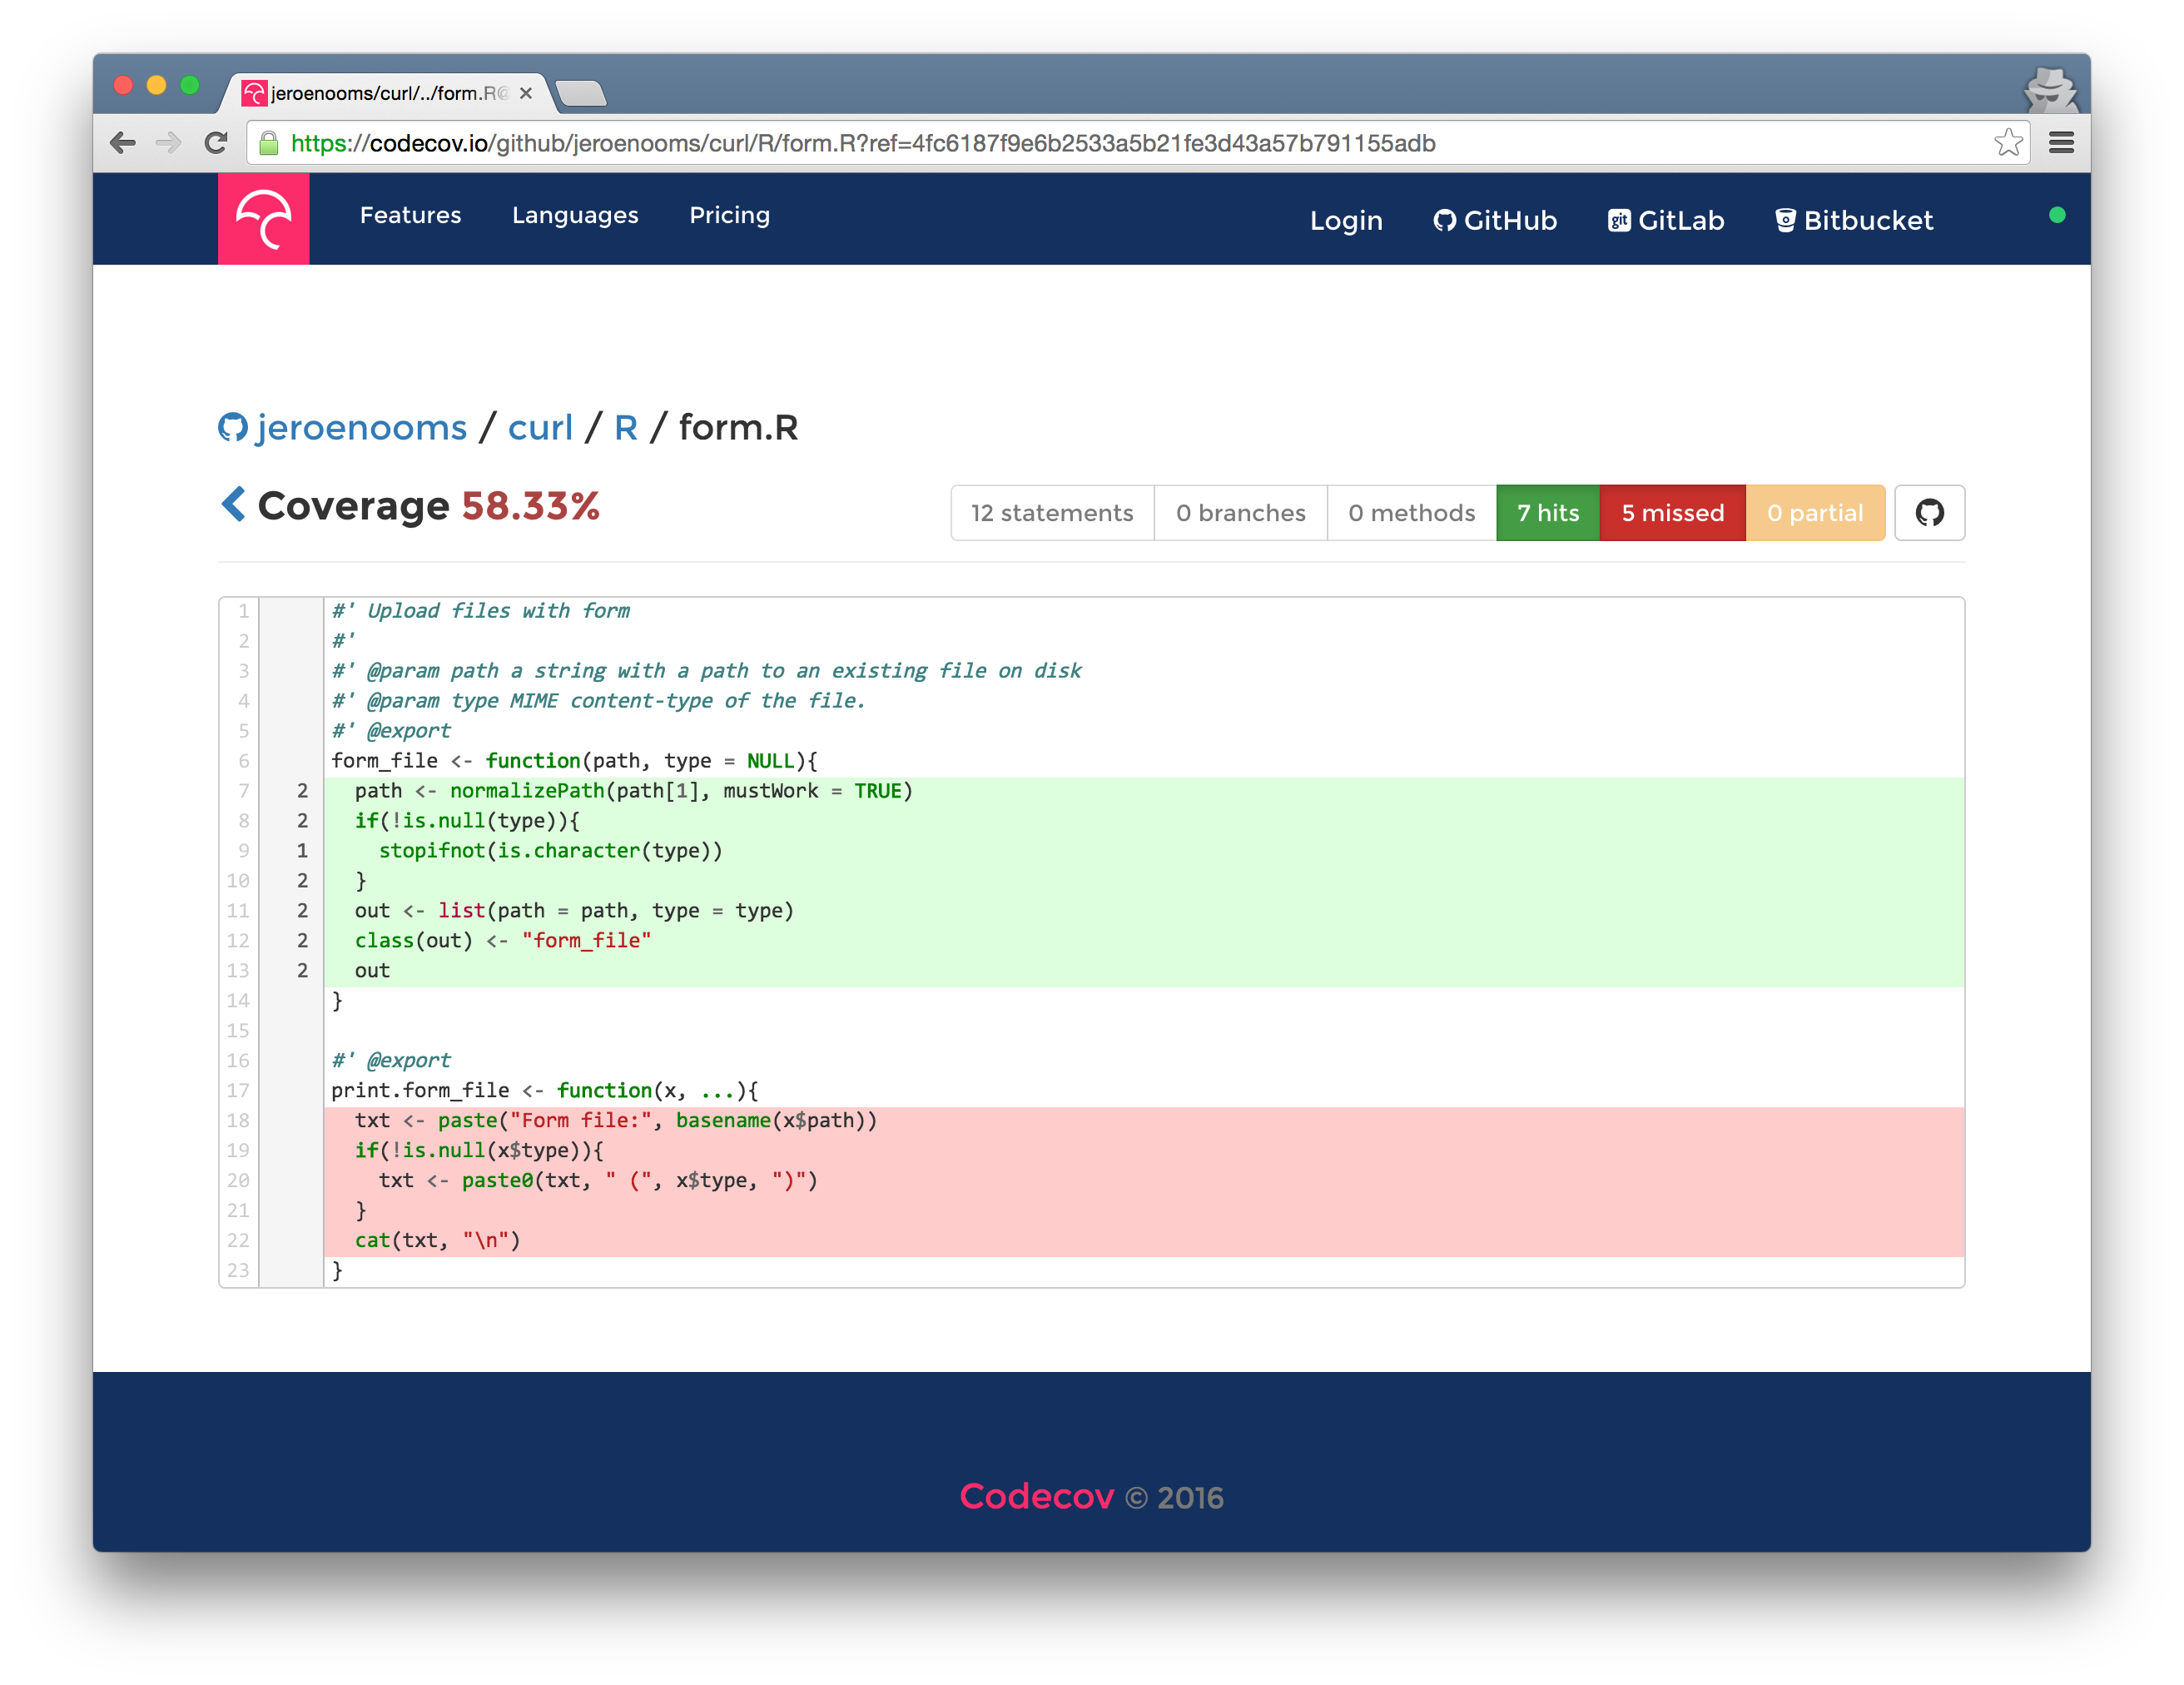 jeroenooms/curl/../form.R@
https://codecov.io/github/jeroenooms/curl/R/form.R?ref=4fc6187f9e6b2533a5b21fe3d43a57b791155adb
Features Languages Pricing Login GitHub git GitLab Bitbucket
jeroenooms / curl / R / form.R
Coverage 58.33% 12 statements 0 branches 0 methods 7 hits 5 missed 0 partial
1 #' Upload files with form
2 #'
3 #' @param path a string with a path to an existing file on disk
4 #' @param type MIME content-type of the file.
5 #' @export
6 form_file <- function(path, type = NULL){
7 2 path <- normalizePath(path[1], mustWork = TRUE)
8 2 if(!is.null(type)){
9 1 stopifnot(is.character(type))
10 2 }
11 2 out <- list(path = path, type = type)
12 2 class(out) <- "form_file"
13 2 out
14 }
15
16 #' @export
17 print.form_file <- function(x, ...){
18 txt <- paste("Form file:", basename(x$path))
19 if(!is.null(x$type)){
20 txt <- paste0(txt, " (", x$type, ")")
21 }
22 cat(txt, "\n")
23 }
Codecov © 2016